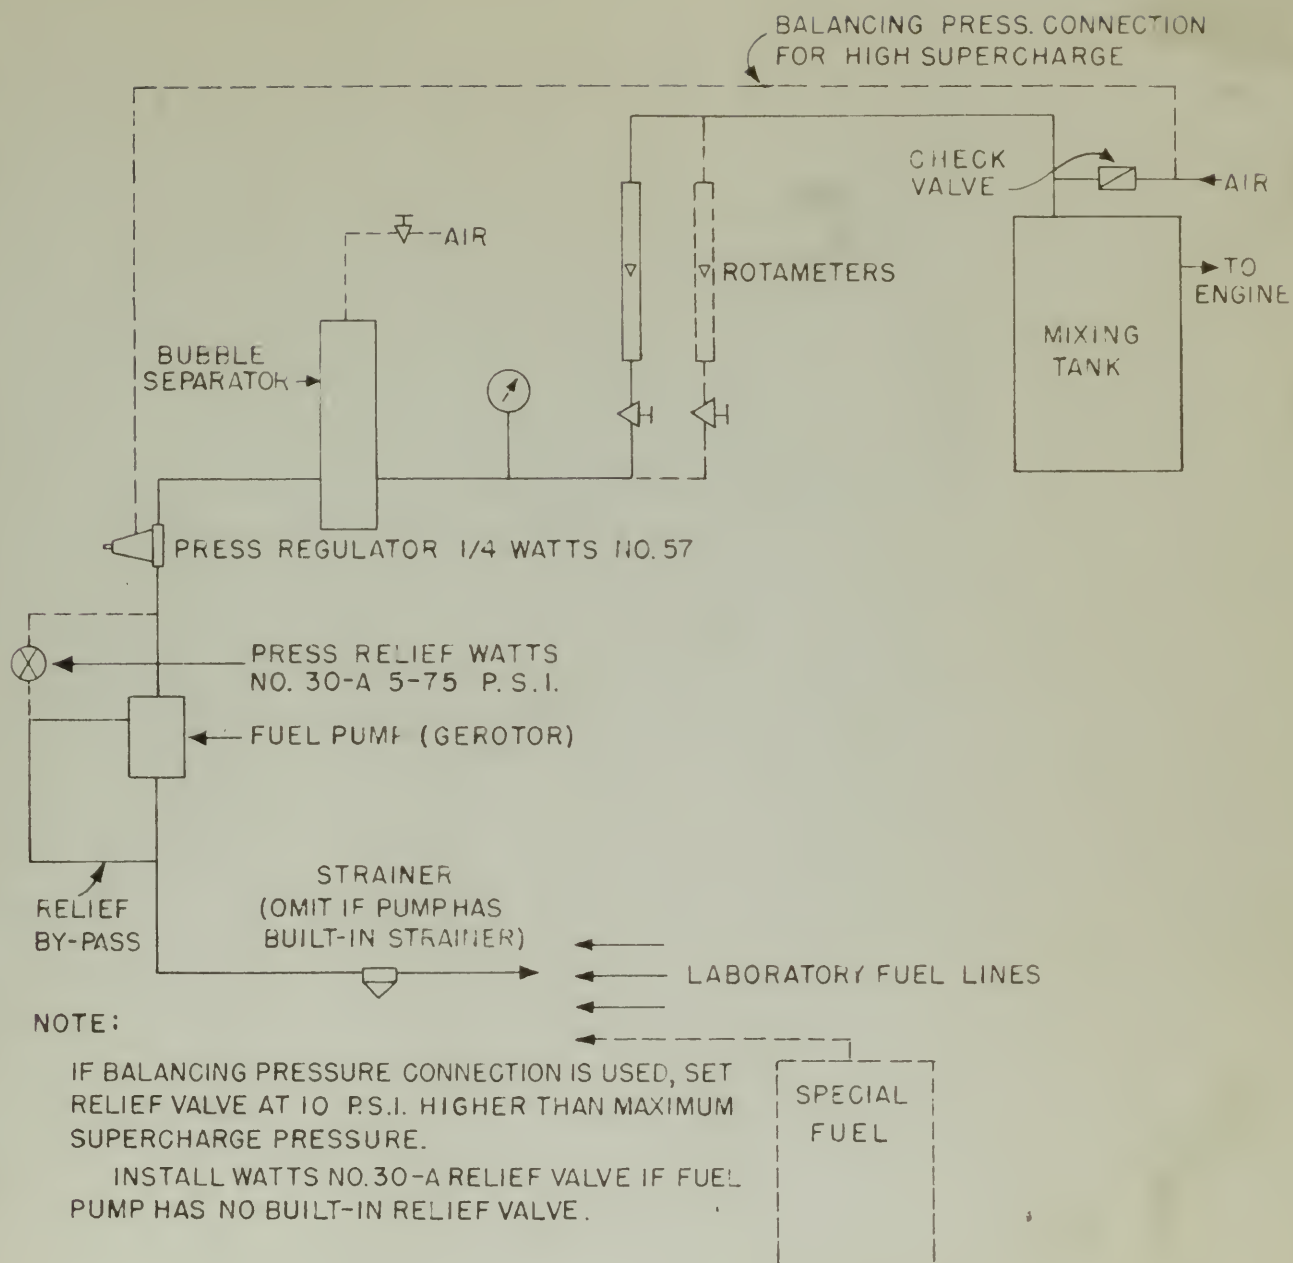 BALANCING PRESS. CONNECTION
FOR HIGH SUPERCHARGE
CHECK
VALVE
AIR
AIR
ROTAMETERS
TO
ENGINE
BUBBLE
SEPARATOR
MIXING
TANK
PRESS REGULATOR 1/4 WATTS NO. 57
PRESS RELIEF WATTS
NO. 30-A 5-75 P.S.I.
FUEL PUMP (GEROTOR)
STRAINER
(OMIT IF PUMP HAS
BUILT-IN STRAINER)
RELIEF
BY-PASS
LABORATORY FUEL LINES
NOTE:
IF BALANCING PRESSURE CONNECTION IS USED, SET
RELIEF VALVE AT 10 P.S.I. HIGHER THAN MAXIMUM
SUPERCHARGE PRESSURE.
INSTALL WATTS NO. 30-A RELIEF VALVE IF FUEL
PUMP HAS NO BUILT-IN RELIEF VALVE.
SPECIAL
FUEL